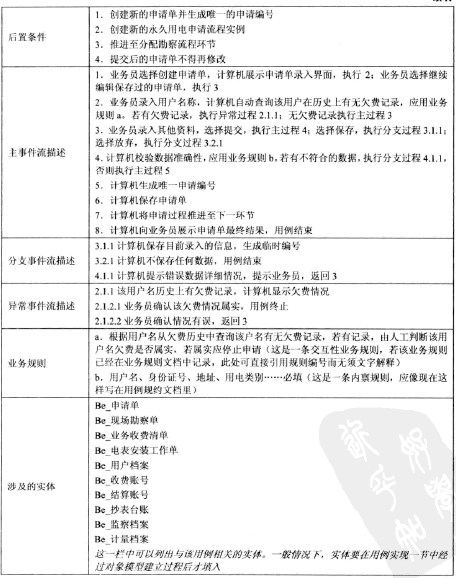 后置条件
1. 创建新的申请单并生成唯一的申请编号
2. 创建新的永久用电申请流程实例
3. 推进至分配勘察流程环节
4. 提交后的申请单不得再修改
主事件流描述
1. 业务员选择创建申请单，计算机展示申请单录入界面，执行 2；业务员选择继续
编辑保存过的申请单，执行 3
2. 业务员录入用户名称，计算机自动查询该用户在历史上有无欠费记录，应用业务
规则 a。若有欠费记录，执行异常过程 2.1.1；无欠费记录执行主过程 3
3. 业务员录入其他资料，选择提交，执行主过程 4；选择保存，执行分支过程 3.1.1；
选择放弃，执行分支过程 3.2.1
4. 计算机校验数据准确性，应用业务规则 b，若有不符合的数据，执行分支过程 4.1.1，
否则执行主过程 5
5. 计算机生成唯一申请编号
6. 计算机保存申请单
7. 计算机将申请过程推进至下一环节
8. 计算机向业务员展示申请单最终结果，用例结束
分支事件流描述
3.1.1 计算机保存目前录入的信息，生成临时编号
3.2.1 计算机不保存任何数据，用例结束
4.1.1 计算机提示错误数据详细情况，提示业务员，返回 3
异常事件流描述
2.1.1 该用户名历史上有欠费记录，计算机显示欠费情况
2.1.2.1 业务员确认该欠费情况属实，用例终止
2.1.2.2 业务员确认情况有误，返回 3
业务规则
a. 根据用户名从欠费历史中查询该户名有无欠费记录，若有记录，由人工判断该用
户名欠费是否属实，若属实应停止申请（这是一条交互性业务规则，若该业务规则
已经在业务规则文档中记录，此处可直接引用规则编号而无须文字解释）
b. 用户名、身份证号、地址、用电类别……必填（这是一条内禀规则，应像现在这
样写在用例规约文档里）
涉及的实体
Be_申请单
Be_现场勘察单
Be_业务收费清单
Be_电表安装工作单
Be_用户档案
Be_收费账号
Be_结算账号
Be_抄表台账
Be_监察档案
Be_计量档案
这一栏中可以列出与该用例相关的实体。一般情况下，实体要在用例实现一节中经
过对象模型建立过程后才填入